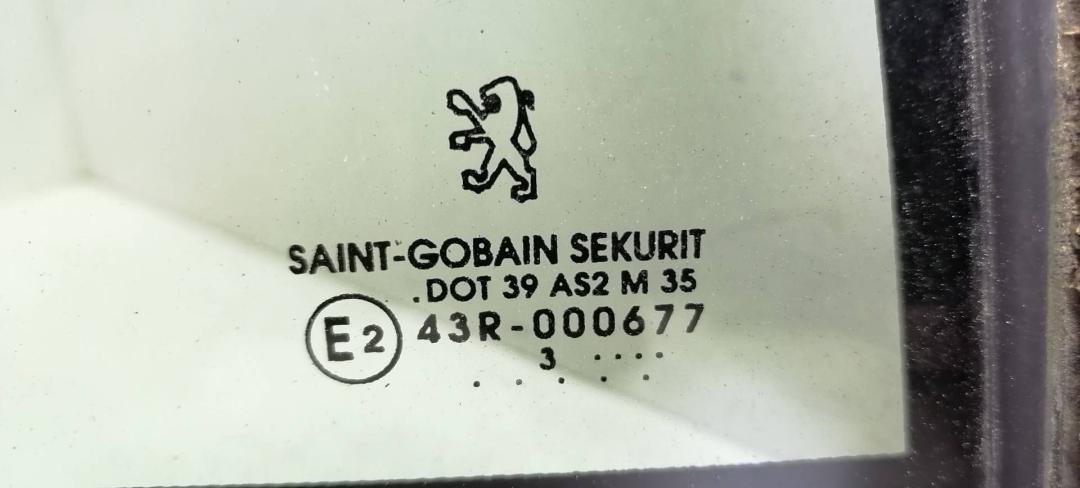 SAINT-GOBAIN SEKURIT
.DOT 39 AS2 M 35
E2 43R-000677
3 ....
. . . . .